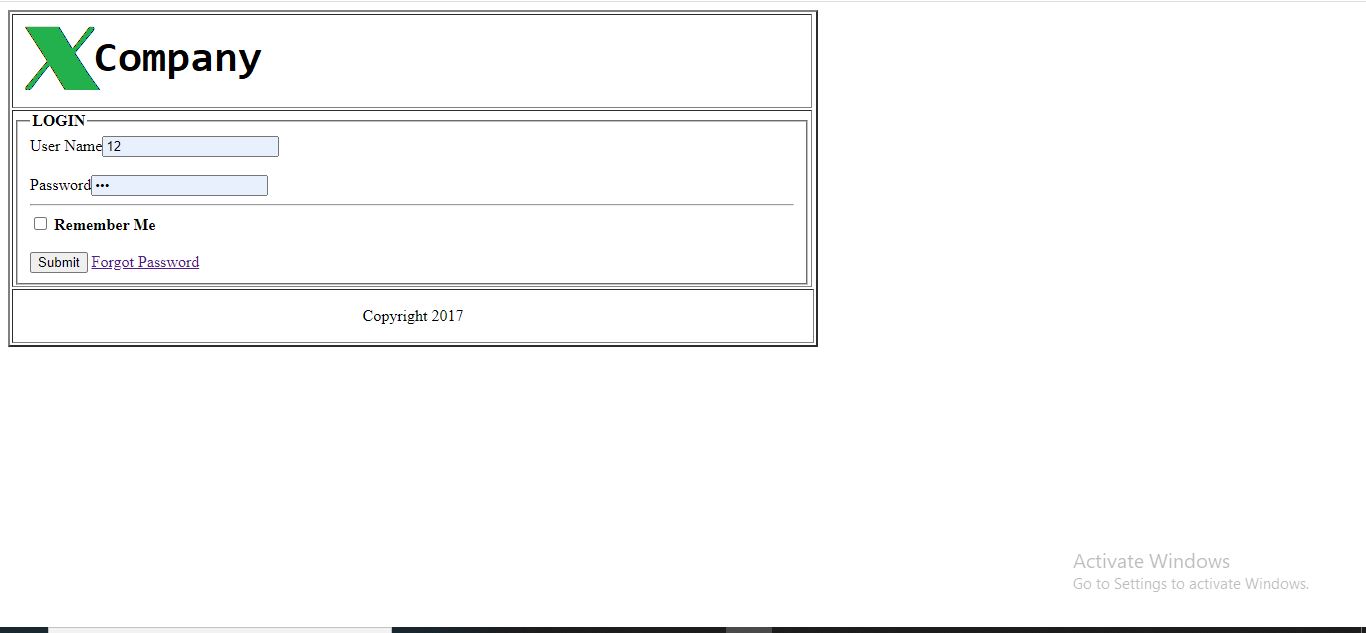 XCompany
LOGIN
User Name 12
Password •••
Remember Me
Submit Forgot Password
Copyright 2017
Activate Windows
Go to Settings to activate Windows.